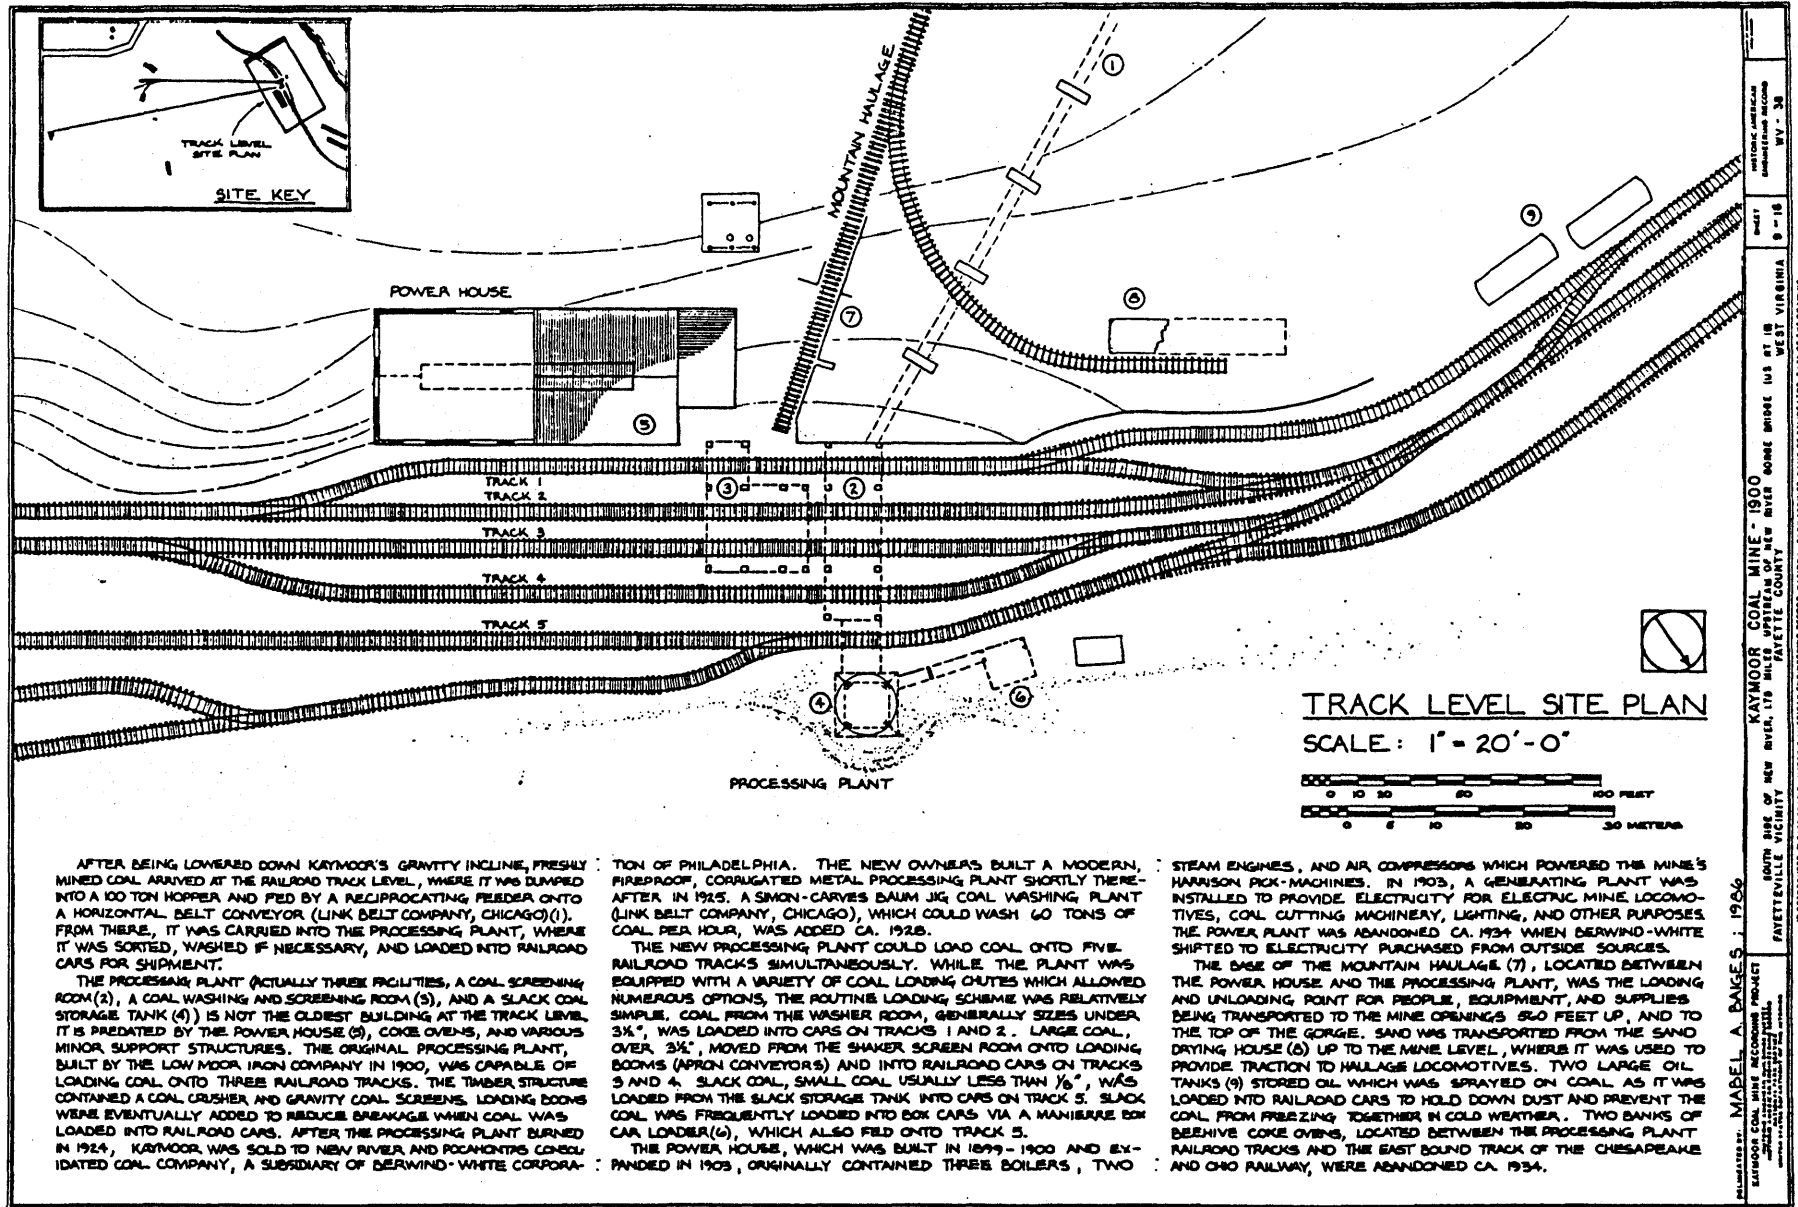 TRACK LEVEL
SITE PLAN
SITE KEY
MOUNTAIN HAULAGE
1
9
POWER HOUSE
8
7
5
TRACK 1
TRACK 2
3
2
TRACK 3
TRACK 4
TRACK 5
4
6
PROCESSING PLANT
TRACK LEVEL SITE PLAN
SCALE: 1" = 20'-0"
0 10 20 50 100 FEET
0 5 10 20 30 METERS
AFTER BEING LOWERED DOWN KAYMOOR'S GRAVITY INCLINE, FRESHLY
MINED COAL ARRIVED AT THE RAILROAD TRACK LEVEL, WHERE IT WAS DUMPED
INTO A 100 TON HOPPER AND FED BY A RECIPROCATING FEEDER ONTO
A HORIZONTAL BELT CONVEYOR (LINK BELT COMPANY, CHICAGO)(1).
FROM THERE, IT WAS CARRIED INTO THE PROCESSING PLANT, WHERE
IT WAS SORTED, WASHED IF NECESSARY, AND LOADED INTO RAILROAD
CARS FOR SHIPMENT.
THE PROCESSING PLANT (ACTUALLY THREE FACILITIES, A COAL SCREENING
ROOM(2), A COAL WASHING AND SCREENING ROOM(3), AND A SLACK COAL
STORAGE TANK (4)) IS NOT THE OLDEST BUILDING AT THE TRACK LEVEL.
IT IS PREDATED BY THE POWER HOUSE(5), COKE OVENS, AND VARIOUS
MINOR SUPPORT STRUCTURES. THE ORIGINAL PROCESSING PLANT,
BUILT BY THE LOW MOOR IRON COMPANY IN 1900, WAS CAPABLE OF
LOADING COAL ONTO THREE RAILROAD TRACKS. THE TIMBER STRUCTURE
CONTAINED A COAL CRUSHER AND GRAVITY COAL SCREENS. LOADING BOOMS
WERE EVENTUALLY ADDED TO REDUCE BREAKAGE WHEN COAL WAS
LOADED INTO RAILROAD CARS. AFTER THE PROCESSING PLANT BURNED
IN 1924, KAYMOOR WAS SOLD TO NEW RIVER AND POCAHONTAS CONSOL-
IDATED COAL COMPANY, A SUBSIDIARY OF BERWIND-WHITE CORPORA-
TION OF PHILADELPHIA. THE NEW OWNERS BUILT A MODERN,
FIREPROOF, CORRUGATED METAL PROCESSING PLANT SHORTLY THERE-
AFTER IN 1925. A SIMON-CARVES BAUM JIG COAL WASHING PLANT
(LINK BELT COMPANY, CHICAGO), WHICH COULD WASH 60 TONS OF
COAL PER HOUR, WAS ADDED CA. 1928.
THE NEW PROCESSING PLANT COULD LOAD COAL ONTO FIVE
RAILROAD TRACKS SIMULTANEOUSLY. WHILE THE PLANT WAS
EQUIPPED WITH A VARIETY OF COAL LOADING CHUTES WHICH ALLOWED
NUMEROUS OPTIONS, THE ROUTINE LOADING SCHEME WAS RELATIVELY
SIMPLE. COAL FROM THE WASHER ROOM, GENERALLY SIZES UNDER
3½", WAS LOADED INTO CARS ON TRACKS 1 AND 2. LARGE COAL,
OVER 3½", MOVED FROM THE SHAKER SCREEN ROOM ONTO LOADING
BOOMS (APRON CONVEYORS) AND INTO RAILROAD CARS ON TRACKS
3 AND 4. SLACK COAL, SMALL COAL USUALLY LESS THAN ⅛", WAS
LOADED FROM THE SLACK STORAGE TANK INTO CARS ON TRACK 5. SLACK
COAL WAS FREQUENTLY LOADED INTO BOX CARS VIA A MANIERRE BOX
CAR LOADER(6), WHICH ALSO FED ONTO TRACK 5.
THE POWER HOUSE, WHICH WAS BUILT IN 1899-1900 AND EX-
PANDED IN 1903, ORIGINALLY CONTAINED THREE BOILERS, TWO
STEAM ENGINES, AND AIR COMPRESSORS WHICH POWERED THE MINE'S
HARRISON PICK-MACHINES. IN 1903, A GENERATING PLANT WAS
INSTALLED TO PROVIDE ELECTRICITY FOR ELECTRIC MINE LOCOMO-
TIVES, COAL CUTTING MACHINERY, LIGHTING, AND OTHER PURPOSES.
THE POWER PLANT WAS ABANDONED CA. 1934 WHEN BERWIND-WHITE
SHIFTED TO ELECTRICITY PURCHASED FROM OUTSIDE SOURCES.
THE BASE OF THE MOUNTAIN HAULAGE (7), LOCATED BETWEEN
THE POWER HOUSE AND THE PROCESSING PLANT, WAS THE LOADING
AND UNLOADING POINT FOR PEOPLE, EQUIPMENT, AND SUPPLIES
BEING TRANSPORTED TO THE MINE OPENINGS 560 FEET UP, AND TO
THE TOP OF THE GORGE. SAND WAS TRANSPORTED FROM THE SAND
DRYING HOUSE (8) UP TO THE MINE LEVEL, WHERE IT WAS USED TO
PROVIDE TRACTION TO HAULAGE LOCOMOTIVES. TWO LARGE OIL
TANKS (9) STORED OIL WHICH WAS SPRAYED ON COAL AS IT WAS
LOADED INTO RAILROAD CARS TO HOLD DOWN DUST AND PREVENT THE
COAL FROM FREEZING TOGETHER IN COLD WEATHER. TWO BANKS OF
BEEHIVE COKE OVENS, LOCATED BETWEEN THE PROCESSING PLANT
RAILROAD TRACKS AND THE EAST BOUND TRACK OF THE CHESAPEAKE
AND OHIO RAILWAY, WERE ABANDONED CA. 1934.
HISTORIC AMERICAN
ENGINEERING RECORD
WV-38
SHEET
9-16
KAYMOOR COAL MINE - 1900
SOUTH SIDE OF NEW RIVER, 1.75 MILES UPSTREAM OF NEW RIVER GORGE BRIDGE (US RT 19)
FAYETTEVILLE VICINITY FAYETTE COUNTY WEST VIRGINIA
DELINEATED BY: MABEL A. BAIGES; 1986
KAYMOOR COAL MINE RECORDING PROJECT